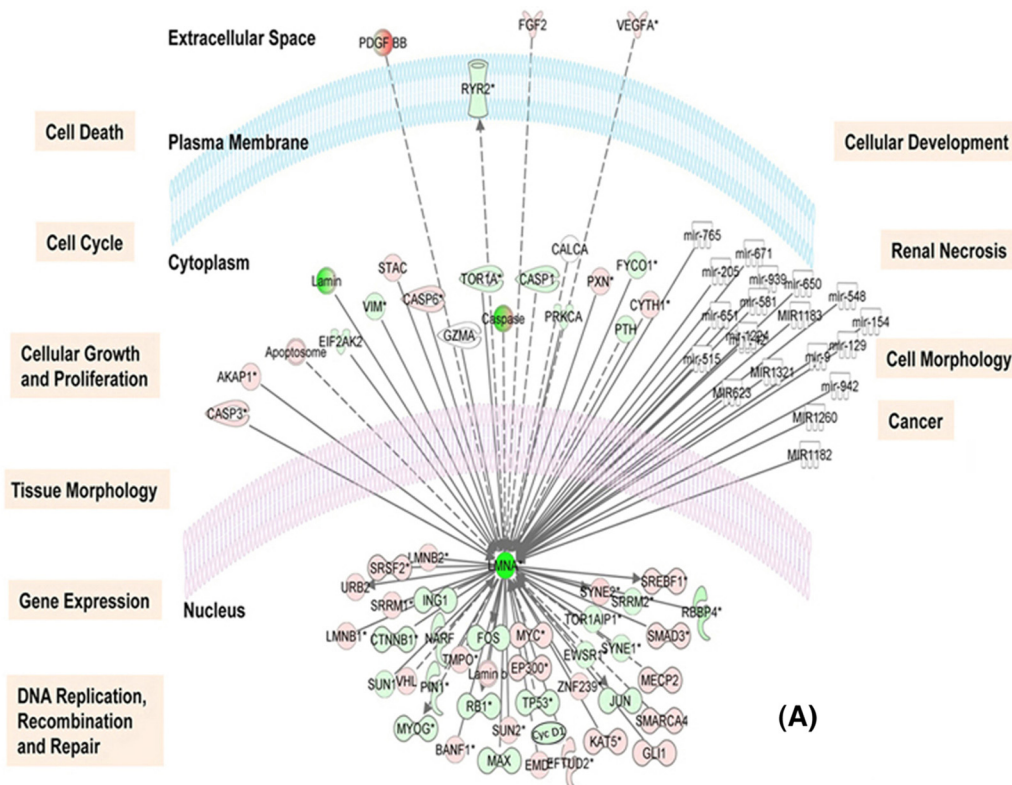 Extracellular Space
PDGF BB
FGF2
VEGFA*
RYR2*
Cell Death
Plasma Membrane
Cellular Development
Cell Cycle
Cytoplasm
Renal Necrosis
Lamin
STAC
VIM*
CASP6*
TOR1A*
CASP1
CALCA
PXN*
FYCO1*
CYTH1*
PTH
PRKCA
Caspase
GZMA
EIF2AK2
Apoptosome
AKAP1*
CASP3*
mir-765
mir-671
mir-205
mir-939
mir-650
mir-548
mir-581
mir-651
MIR1183
mir-154
mir-129
mir-515
mir-9
MIR1321
MIR623
mir-942
MIR1260
MIR1182
Cellular Growth
and Proliferation
Cell Morphology
Cancer
Tissue Morphology
Gene Expression
Nucleus
LMNA*
LMNB2*
SRSF2*
URB2*
SRRM1*
ING1
LMNB1*
CTNNB1*
NARF
FOS
MYC*
TMPO*
Lamin b
EP300*
SUN1
VHL
PIN1*
RB1*
TP53*
MYOG*
SUN2*
Cyc D1
BANF1*
MAX
EMD
EFTUD2*
KAT5*
GLI1
SMARCA4
JUN
ZNF239*
MECP2
EWSR1*
SYNE1*
TOR1AIP1*
SMAD3*
SYNE2*
SRRM2*
SREBF1*
RBBP4*
DNA Replication,
Recombination
and Repair
(A)